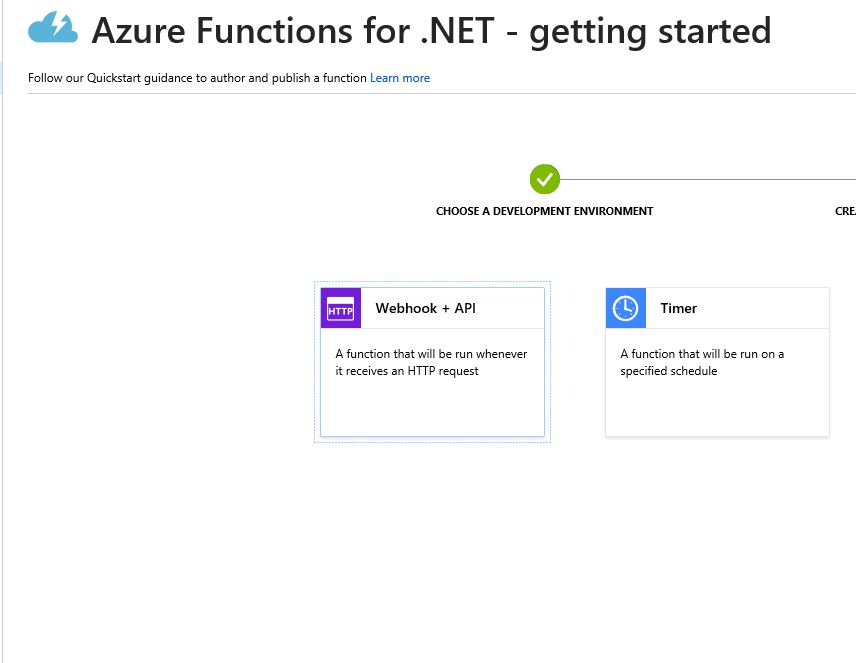 Azure Functions for .NET - getting started
Follow our Quickstart guidance to author and publish a function Learn more
CHOOSE A DEVELOPMENT ENVIRONMENT
HTTP
Webhook + API
A function that will be run whenever
it receives an HTTP request
Timer
A function that will be run on a
specified schedule